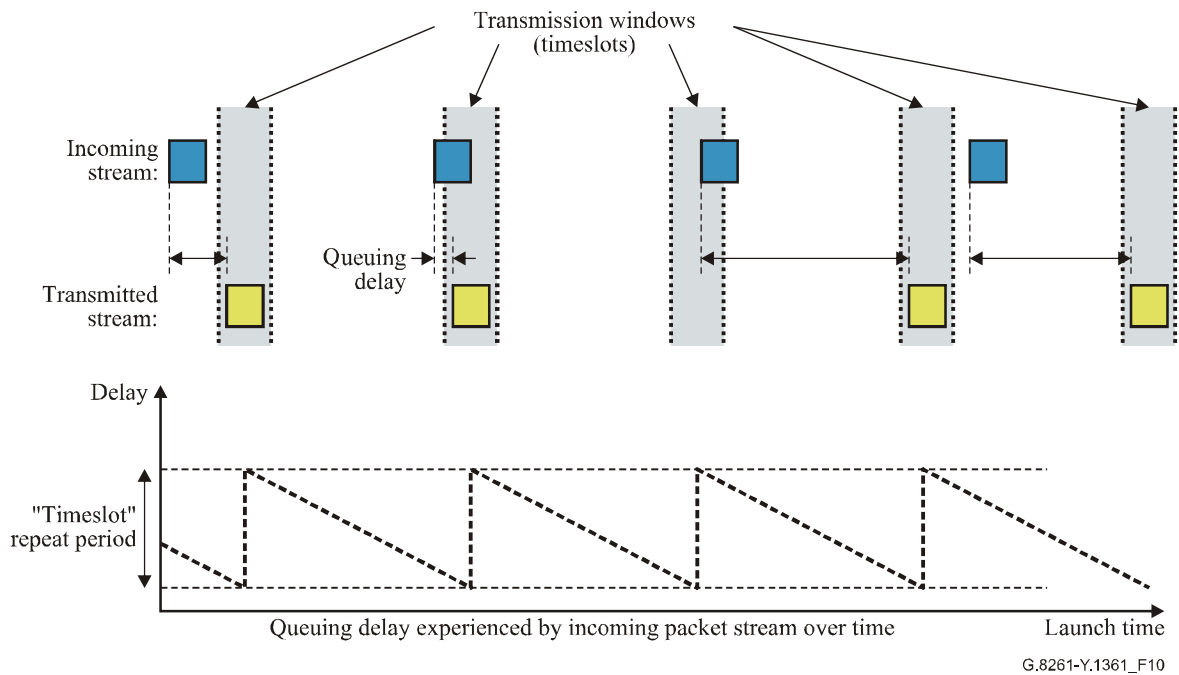 Transmission windows
(timeslots)
Incoming
stream:
Queuing
delay
Transmitted
stream:
Delay
"Timeslot"
repeat period
Queuing delay experienced by incoming packet stream over time
Launch time
G.8261-Y.1361_F10